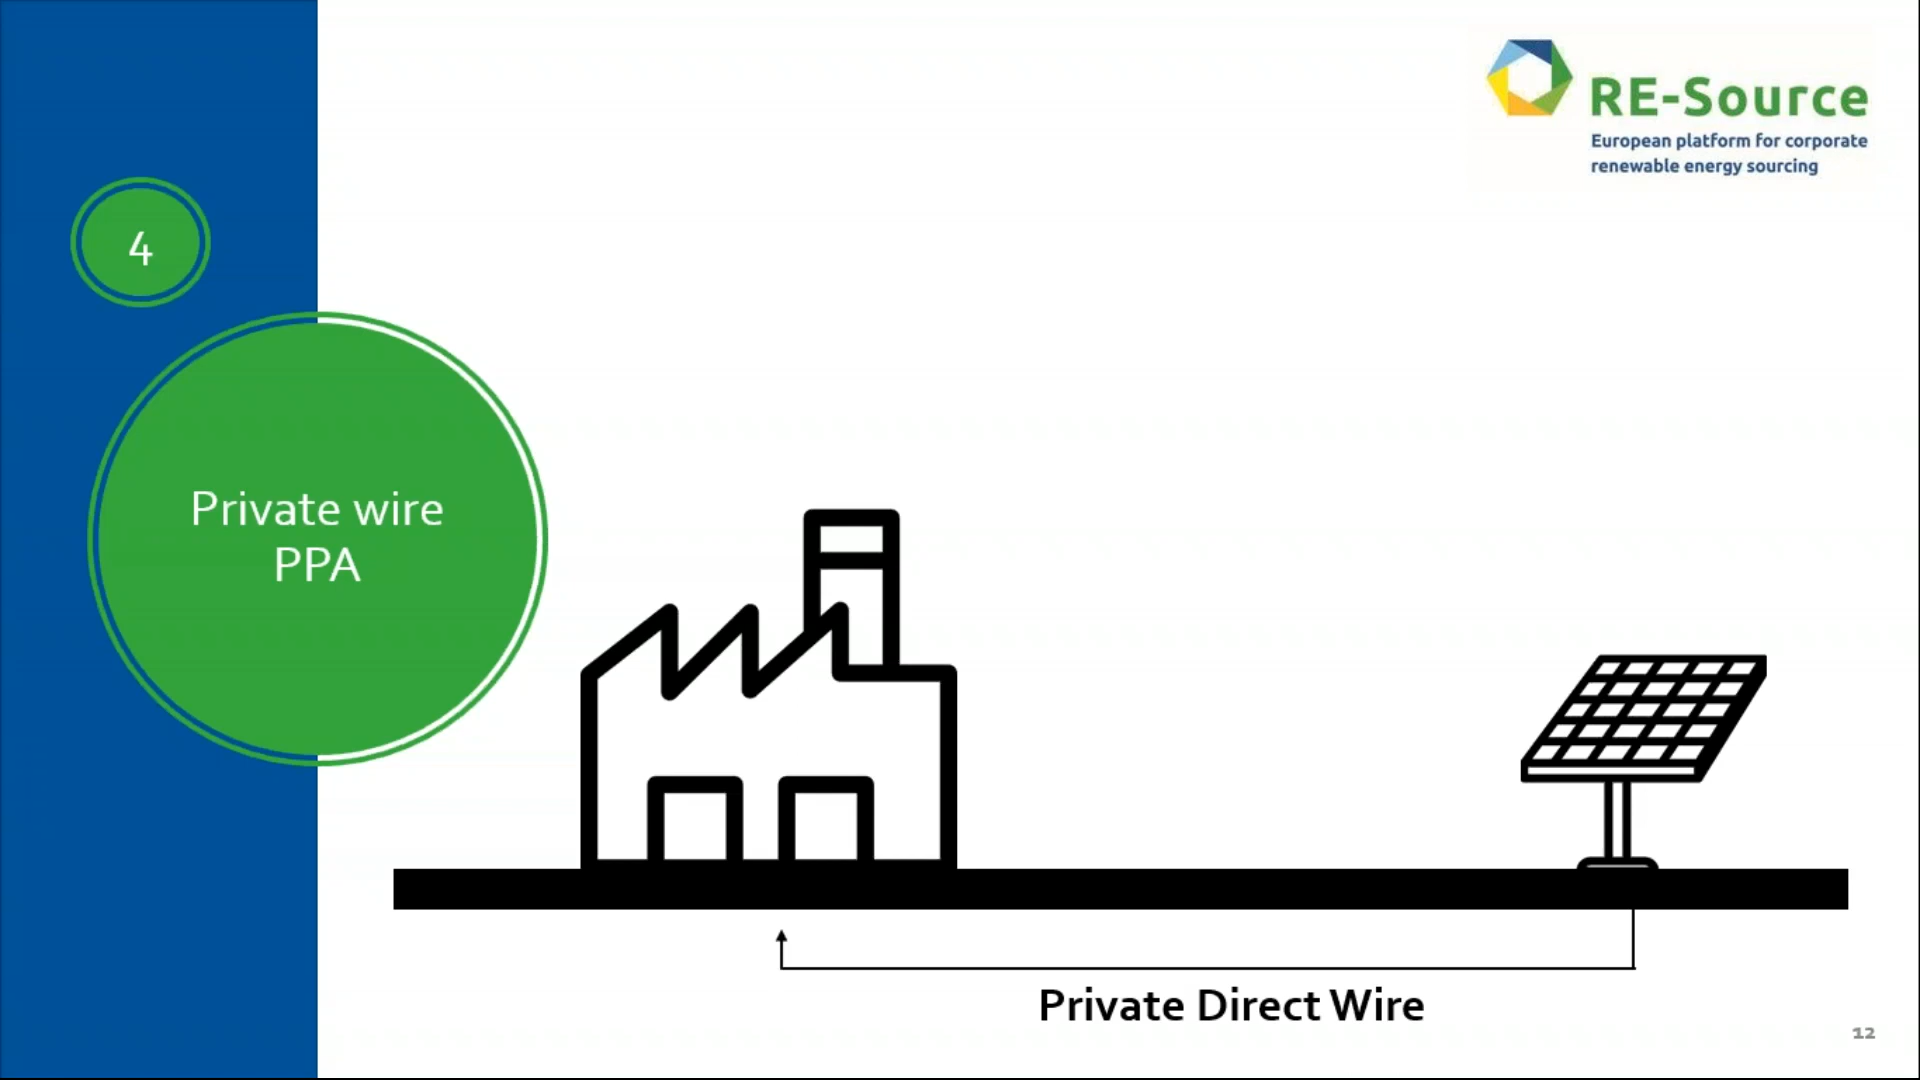 RE-Source
European platform for corporate
renewable energy sourcing
4
Private wire
PPA
Private Direct Wire
12